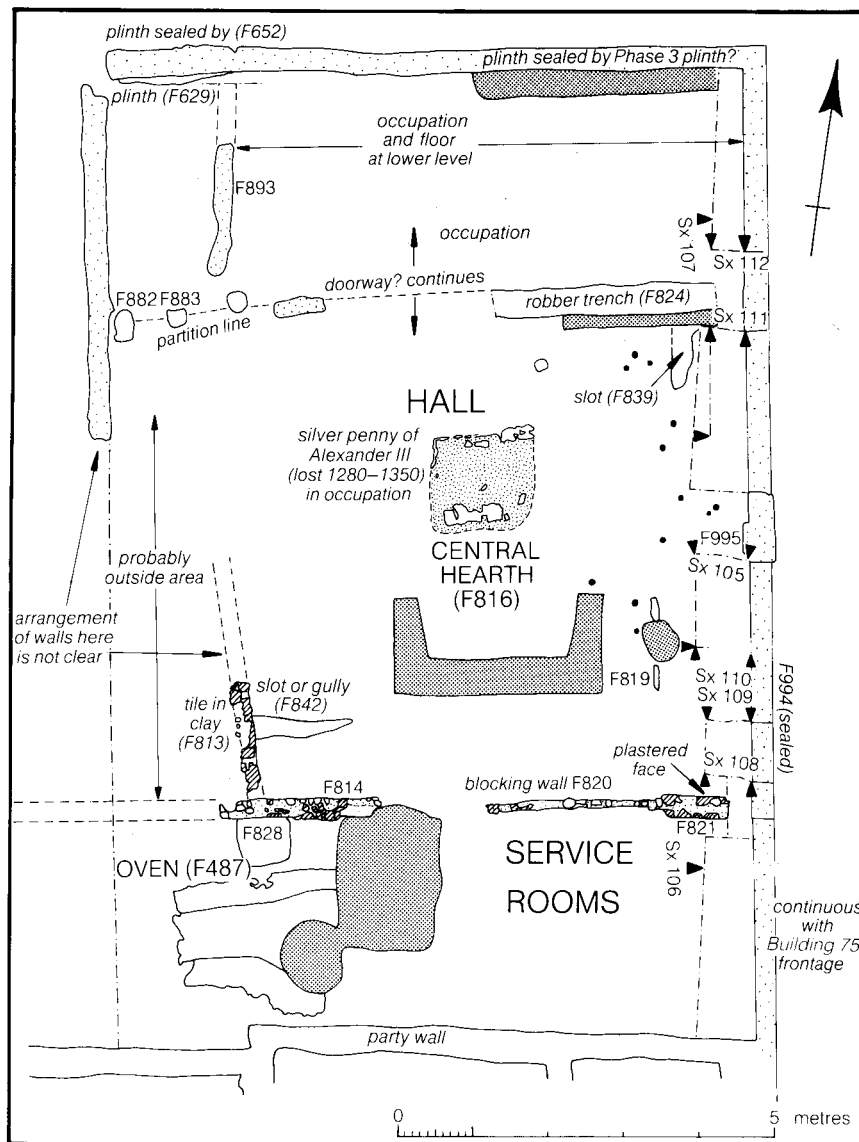 plinth sealed by (F652)
plinth sealed by Phase 3 plinth?
plinth (F629)
occupation
and floor
at lower level
F893
occupation
Sx 107
Sx 112
doorway? continues
F882
F883
partition line
robber trench (F824)
Sx 111
slot (F839)
HALL
silver penny of
Alexander III
(lost 1280–1350)
in occupation
CENTRAL
HEARTH
(F816)
F995
Sx 105
probably
outside area
arrangement
of walls here
is not clear
F819
Sx 110
Sx 109
F994 (sealed)
slot or gully
(F842)
tile in
clay
(F813)
plastered
face
Sx 108
F814
blocking wall F820
F821
F828
OVEN (F487)
SERVICE
ROOMS
Sx 106
continuous
with
Building 75
frontage
party wall
0
5
metres